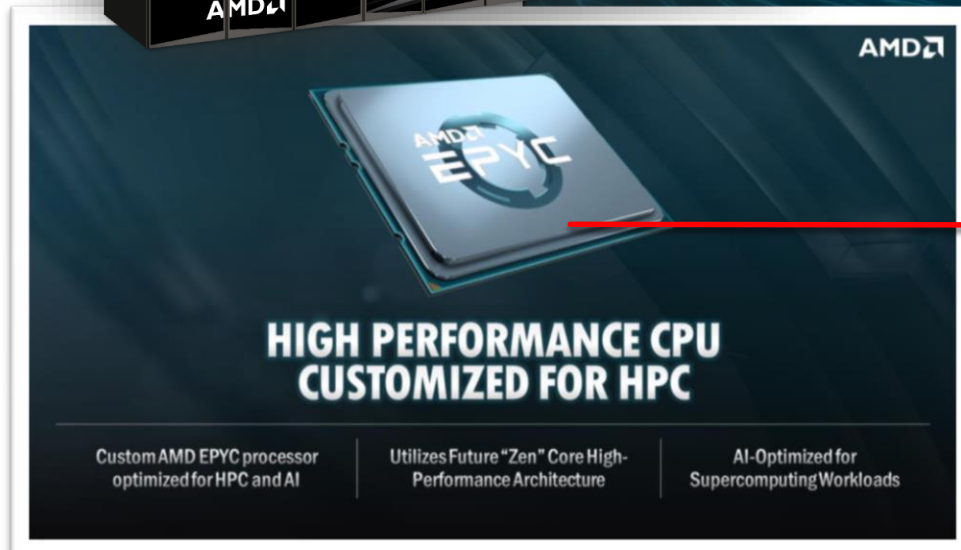 AMD
AMD
AMD
EPYC
HIGH PERFORMANCE CPU
CUSTOMIZED FOR HPC
Custom AMD EPYC processor
optimized for HPC and AI
Utilizes Future “Zen” Core High-
Performance Architecture
AI-Optimized for
Supercomputing Workloads